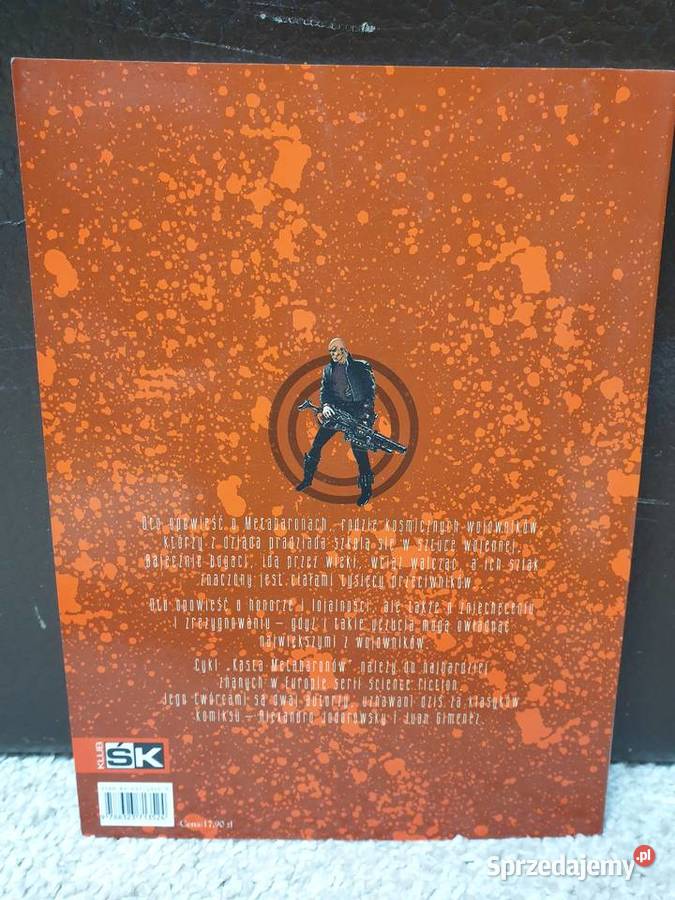 Oto opowieść o Metabaronach, rodzie kosmicznych wojowników,
którzy z dziada pradziada szkolą się w sztuce wojennej.
Bajecznie bogaci, idą przez wieki, wciąż walcząc, a ich szlak
znaczony jest ciałami tysięcy przeciwników.
Oto opowieść o honorze i lojalności, ale także o zniechęceniu
i zrezygnowaniu – gdyż i takie uczucia mogą owładnąć
największymi z wojowników.
Cykl „Kasta Metabaronów” należy do najbardziej
znanych w Europie serii science fiction.
Jego twórcami są dwaj autorzy, uznawani dziś za klasyków
komiksu – Alexandro Jodorowsky i Juan Gimenez.
KLUB ŚK
Cena 17,90 zł
Sprzedajemy.pl